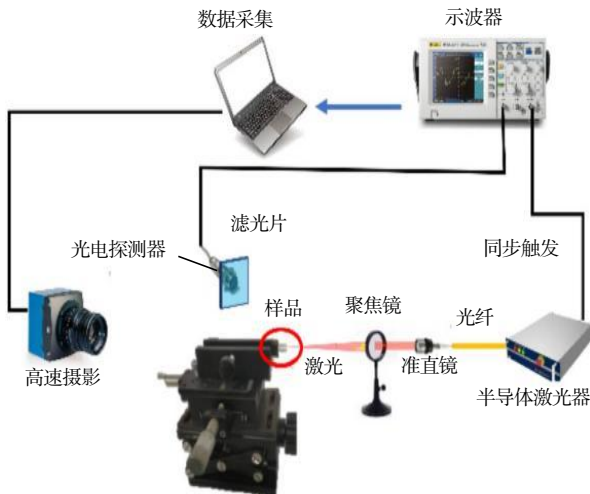 数据采集
示波器
滤光片
光电探测器
同步触发
样品
聚焦镜
光纤
激光
准直镜
高速摄影
半导体激光器